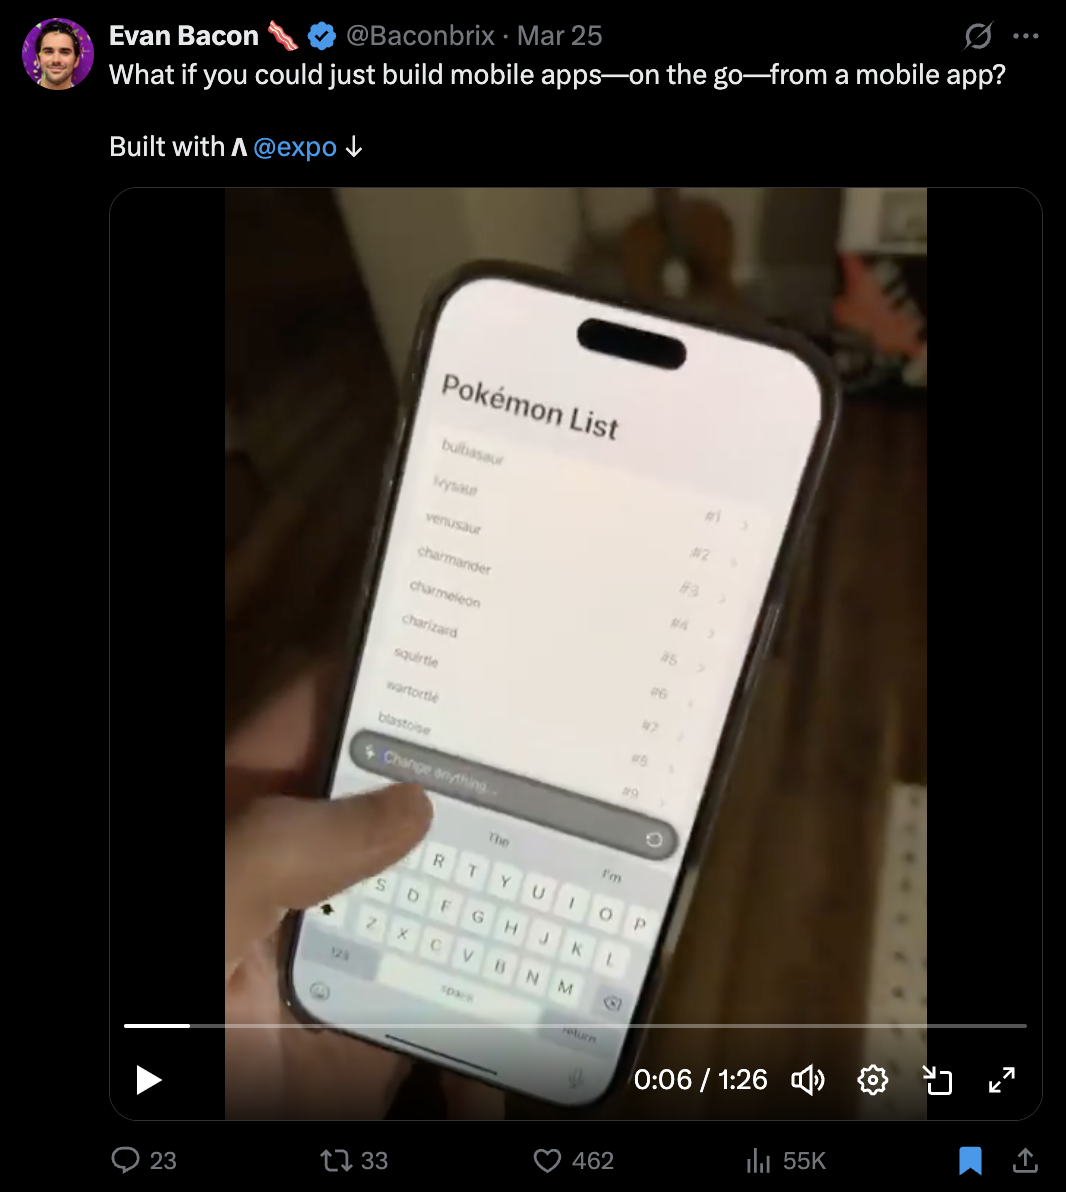 Evan Bacon 🥓 @Baconbrix · Mar 25
What if you could just build mobile apps—on the go—from a mobile app?
Built with @expo ↓
Pokémon List
bulbasaur #1
ivysaur #2
venusaur #3
charmander #4
charmeleon #5
charizard #6
squirtle #7
wartortle #8
blastoise #9
Change anything...
The I'm
R T Y U I O P
S D F G H J K L
Z X C V B N M
123 space return
0:06 / 1:26
23 33 462 55K